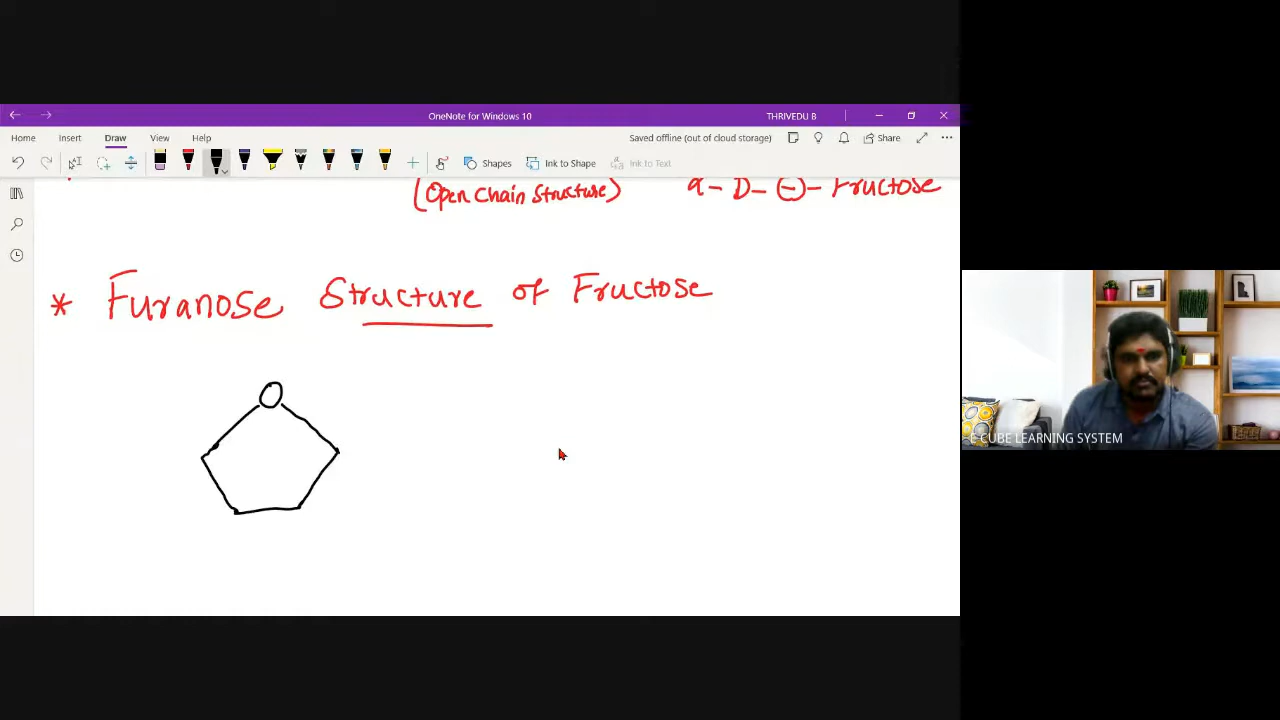 OneNote for Windows 10
THRIVEDU B
Home Insert Draw View Help
Saved offline (out of cloud storage)
Share
Shapes
Ink to Shape
Ink to Text
(Open Chain Structure)
α - D - (-) - Fructose
* Furanose Structure of Fructose
O
E CUBE LEARNING SYSTEM